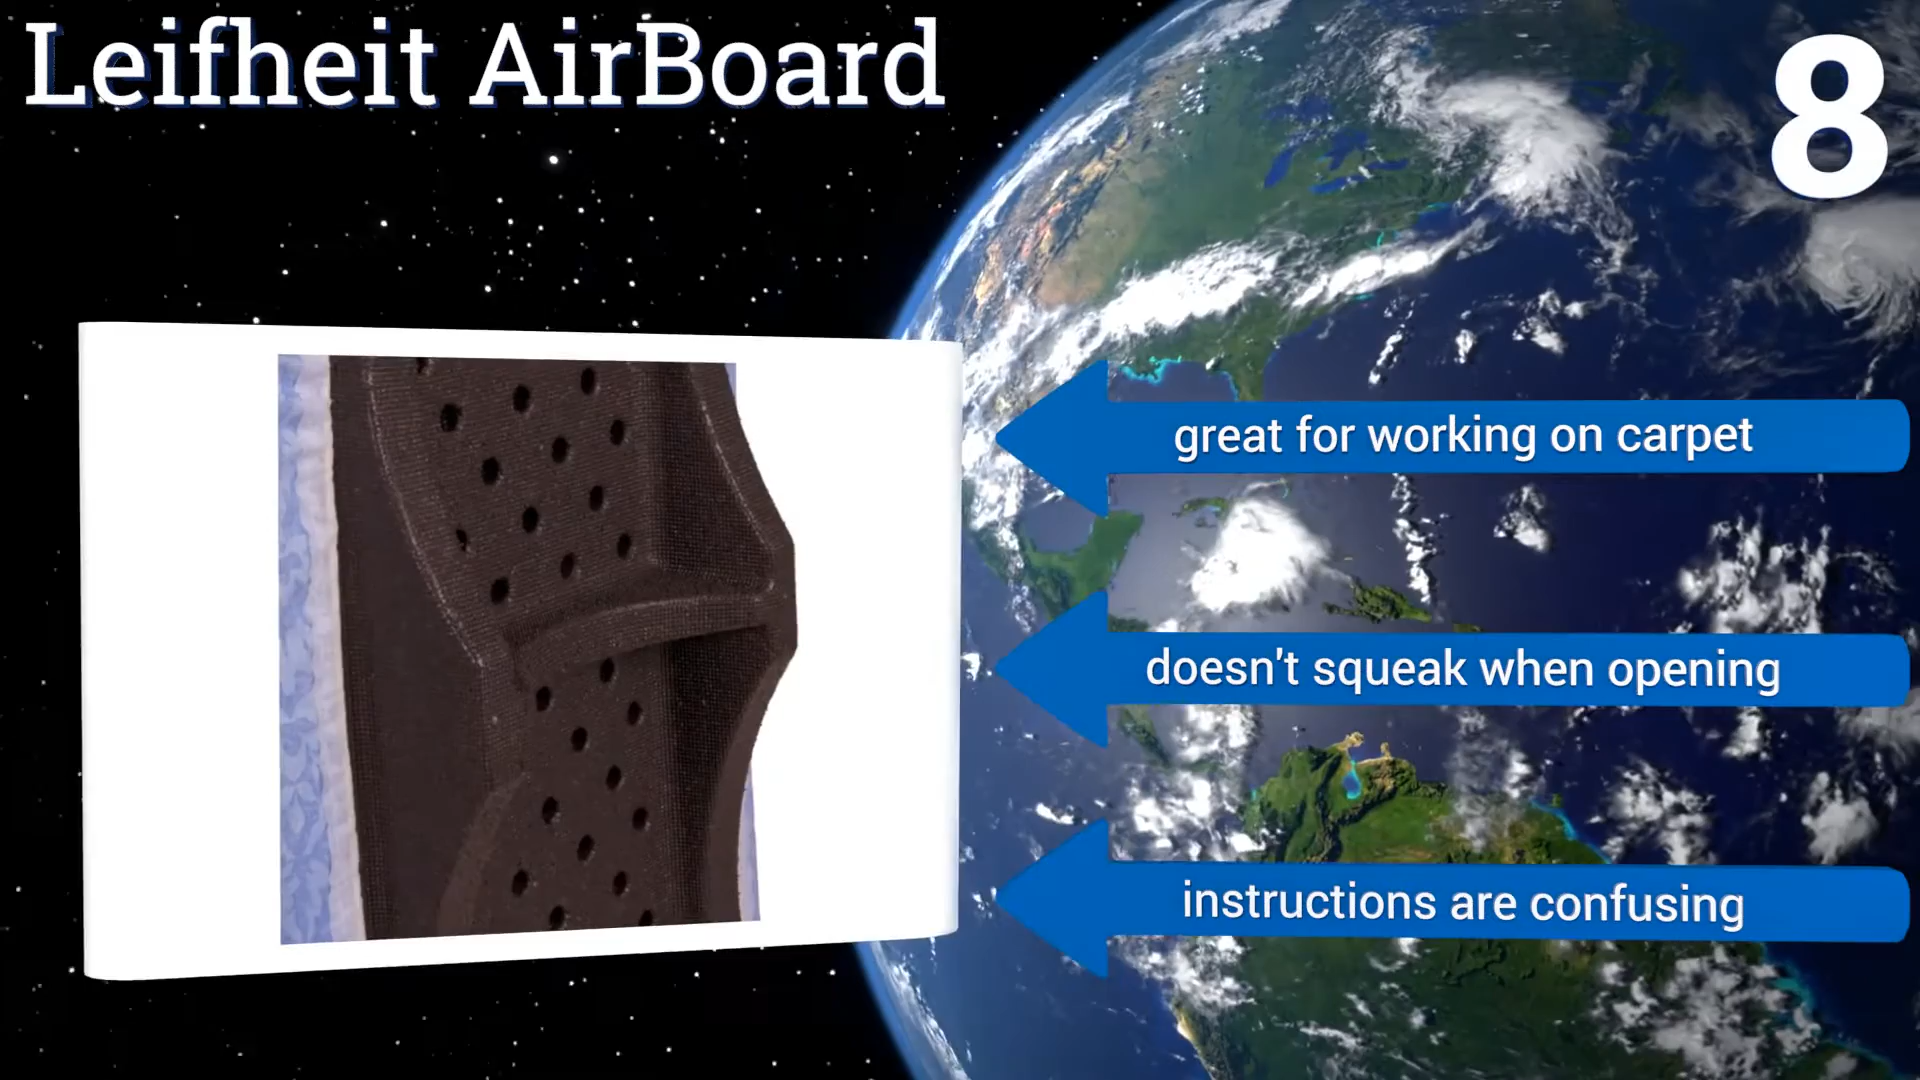 Leifheit AirBoard
8
great for working on carpet
doesn't squeak when opening
instructions are confusing